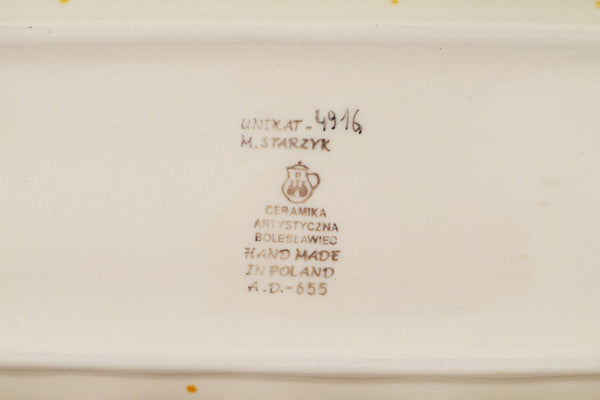 UNIKAT-4916
M. STARZYK
CERAMIKA
ARTYSTYCZNA
BOLESŁAWIEC
HAND MADE
IN POLAND
A.D.-655